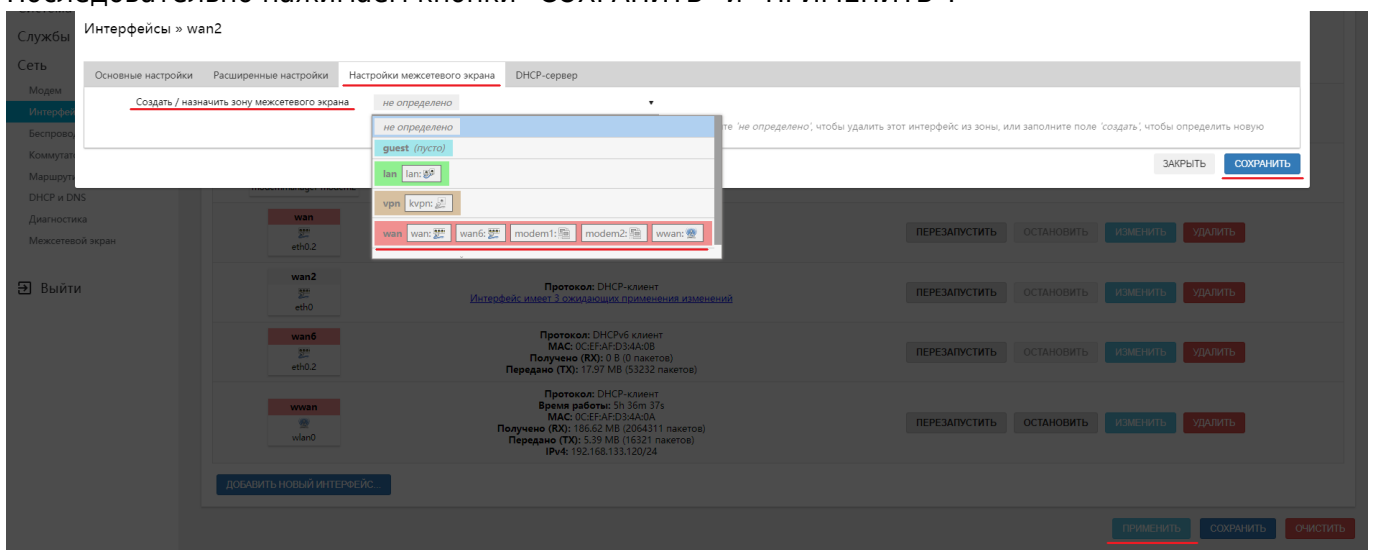 Последовательно нажимаем кнопки "СОХРАНИТЬ" и "ПРИМЕНИТЬ".
Службы
Интерфейсы » wan2
Сеть
Основные настройки Расширенные настройки Настройки межсетевого экрана DHCP-сервер
Модем
Создать / назначить зону межсетевого экрана не определено
не определено
'не определено', чтобы удалить этот интерфейс из зоны, или заполните поле 'создать', чтобы определить новую
guest (пусто)
lan lan:
vpn kvpn:
wan wan: wan6: modem1: modem2: wwan:
ЗАКРЫТЬ СОХРАНИТЬ
DHCP и DNS
Диагностика
Межсетевой экран
Выйти
wan
eth0.2
ПЕРЕЗАПУСТИТЬ ОСТАНОВИТЬ ИЗМЕНИТЬ УДАЛИТЬ
wan2
eth0
Протокол: DHCP-клиент
Интерфейс имеет 3 ожидающих применения изменений
ПЕРЕЗАПУСТИТЬ ОСТАНОВИТЬ ИЗМЕНИТЬ УДАЛИТЬ
wan6
eth0.2
Протокол: DHCPv6 клиент
MAC: 0C:EF:AF:D3:4A:0B
Получено (RX): 0 B (0 пакетов)
Передано (TX): 17.97 MB (53232 пакетов)
ПЕРЕЗАПУСТИТЬ ОСТАНОВИТЬ ИЗМЕНИТЬ УДАЛИТЬ
wwan
wlan0
Протокол: DHCP-клиент
Время работы: 5h 36m 37s
MAC: 0C:EF:AF:D3:4A:0A
Получено (RX): 186.62 MB (2064311 пакетов)
Передано (TX): 5.39 MB (16321 пакетов)
IPv4: 192.168.133.120/24
ПЕРЕЗАПУСТИТЬ ОСТАНОВИТЬ ИЗМЕНИТЬ УДАЛИТЬ
ДОБАВИТЬ НОВЫЙ ИНТЕРФЕЙС...
ПРИМЕНИТЬ СОХРАНИТЬ ОЧИСТИТЬ